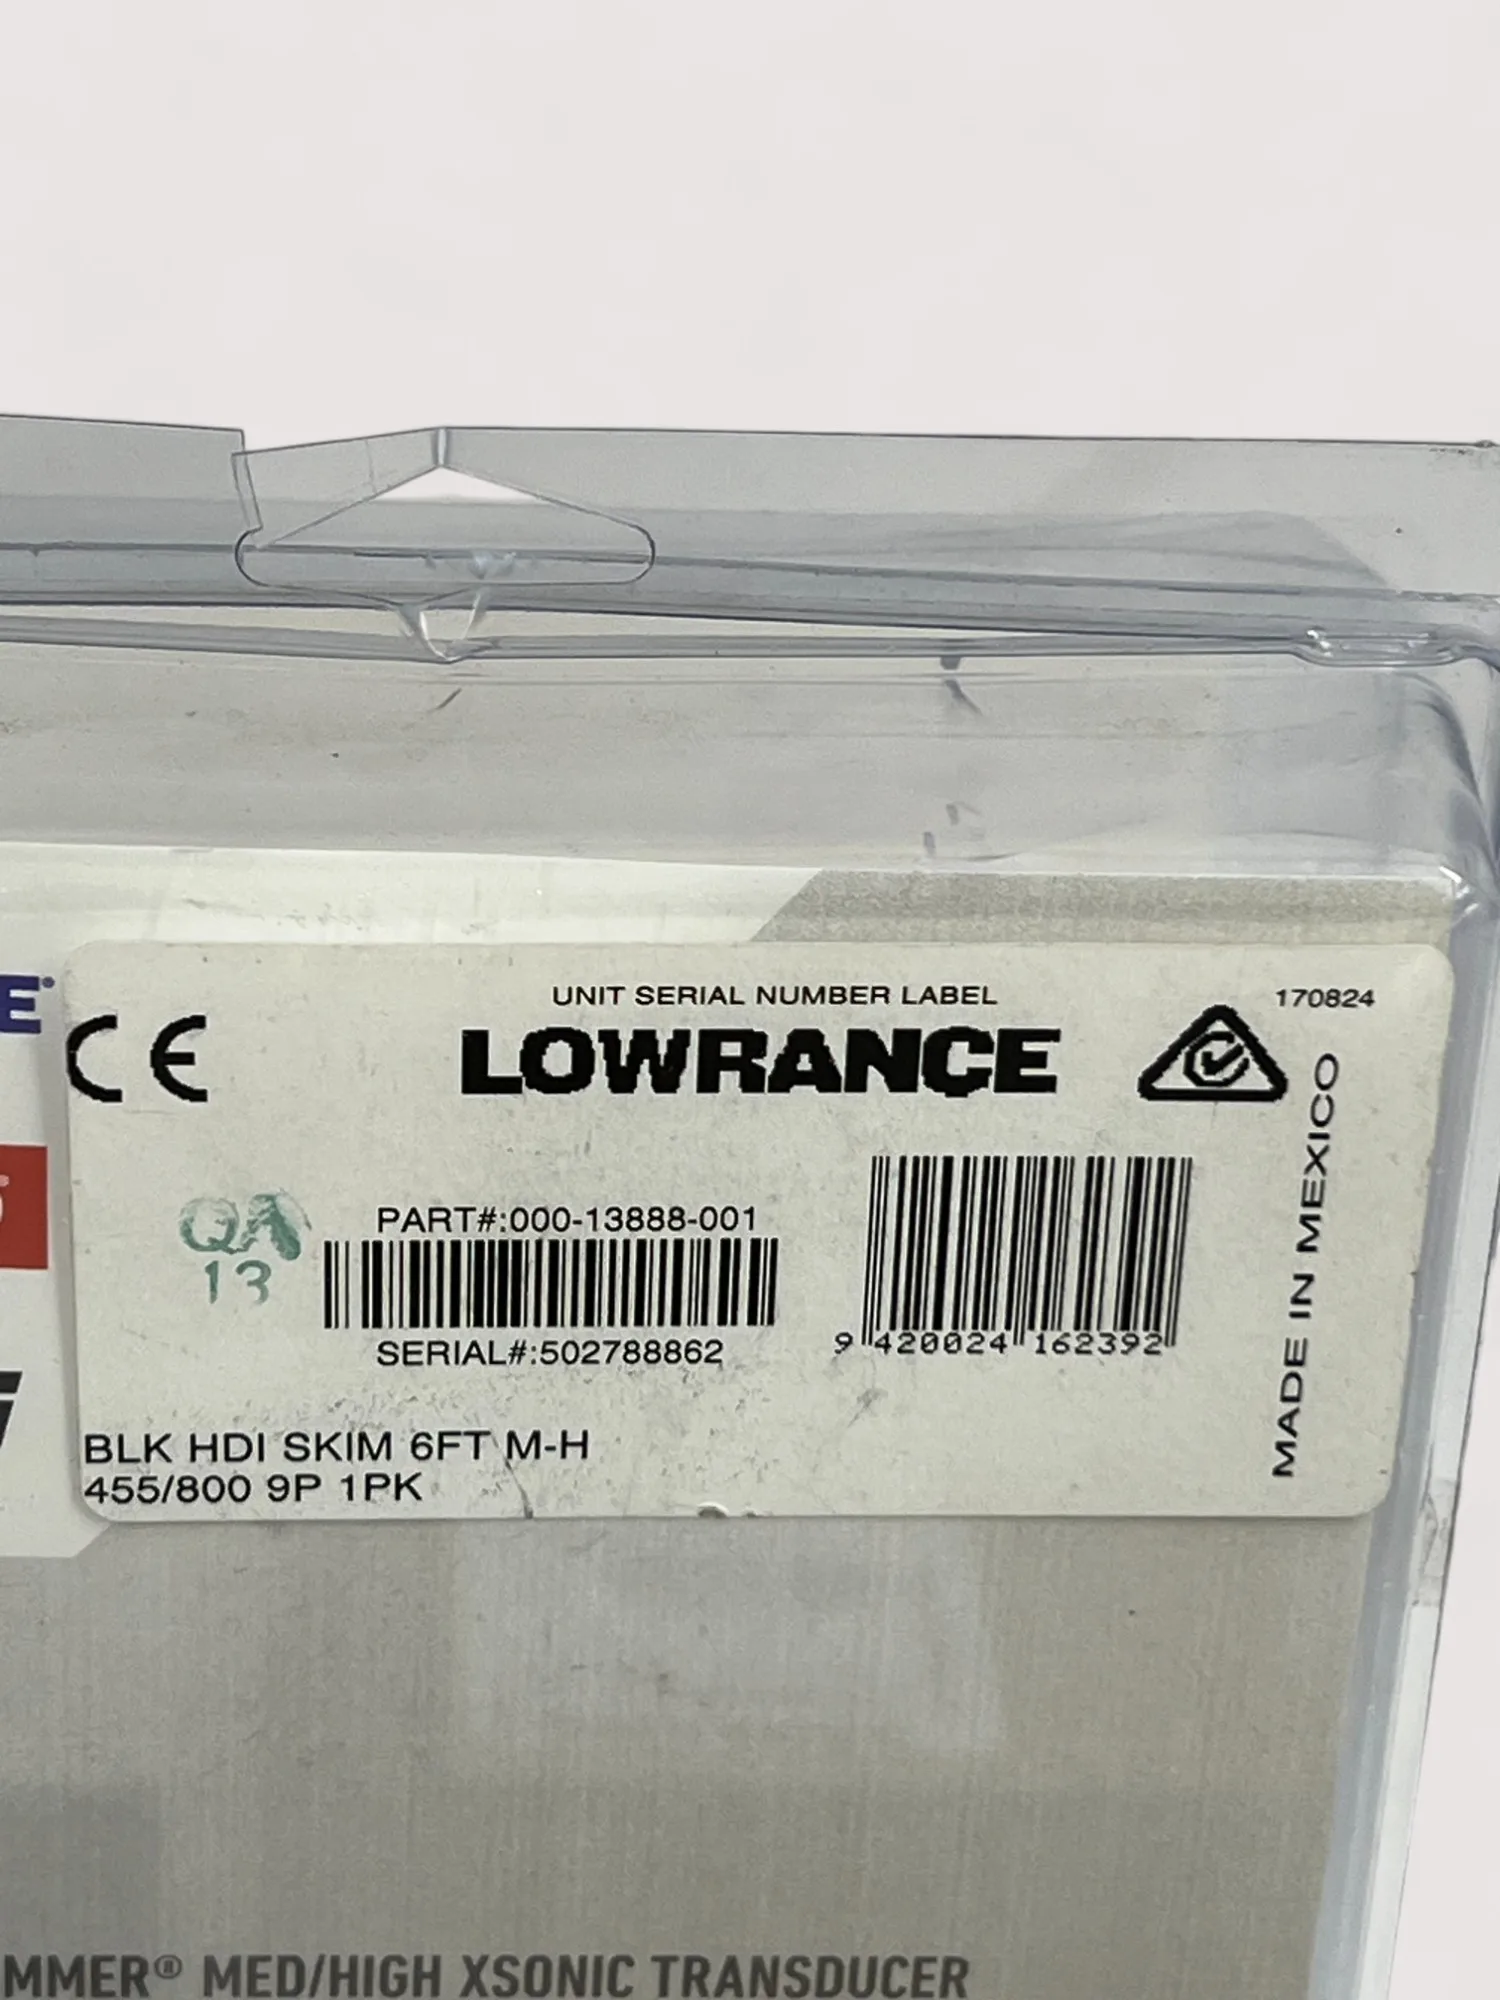 E
UNIT SERIAL NUMBER LABEL
170824
CE
LOWRANCE
MADE IN MEXICO
QA
13
PART#:000-13888-001
SERIAL#:502788862
9 420024 162392
BLK HDI SKIM 6FT M-H
455/800 9P 1PK
MMER® MED/HIGH XSONIC TRANSDUCER